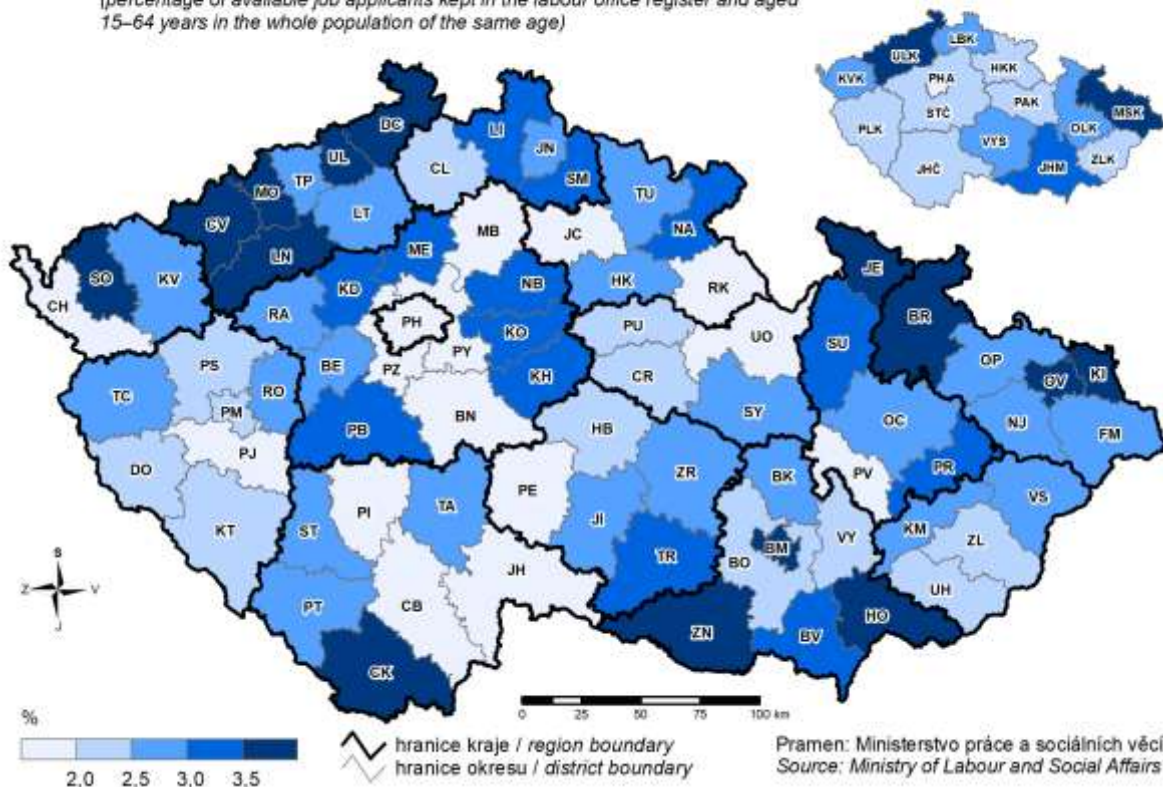 (percentage of available job applicants kept in the labour office register and aged
15–64 years in the whole population of the same age)
ULK
LBK
KVK
HKK
PHA
PAK
MSK
STČ
PLK
OLK
VYS
ZLK
JHČ
JHM
DC
LI
UL
JN
CL
SM
TP
MO
TU
LT
CV
MB
JC
NA
ME
LN
SO
KV
NB
HK
JE
KD
RK
CH
RA
BR
PH
KO
PU
UO
SU
OP
KI
PS
BE
PY
PZ
TC
RO
KH
CR
PM
BN
SY
OC
NJ
FM
PB
HB
PJ
DO
PR
PV
ZR
BK
VS
PI
PE
TA
KT
ST
JI
KM
ZL
VY
BM
TR
BO
JH
UH
CB
PT
HO
ZN
BV
CK
S
Z
V
J
0 25 50 75 100 km
%
2,0 2,5 3,0 3,5
hranice kraje / region boundary
hranice okresu / district boundary
Pramen: Ministerstvo práce a sociálních věcí
Source: Ministry of Labour and Social Affairs